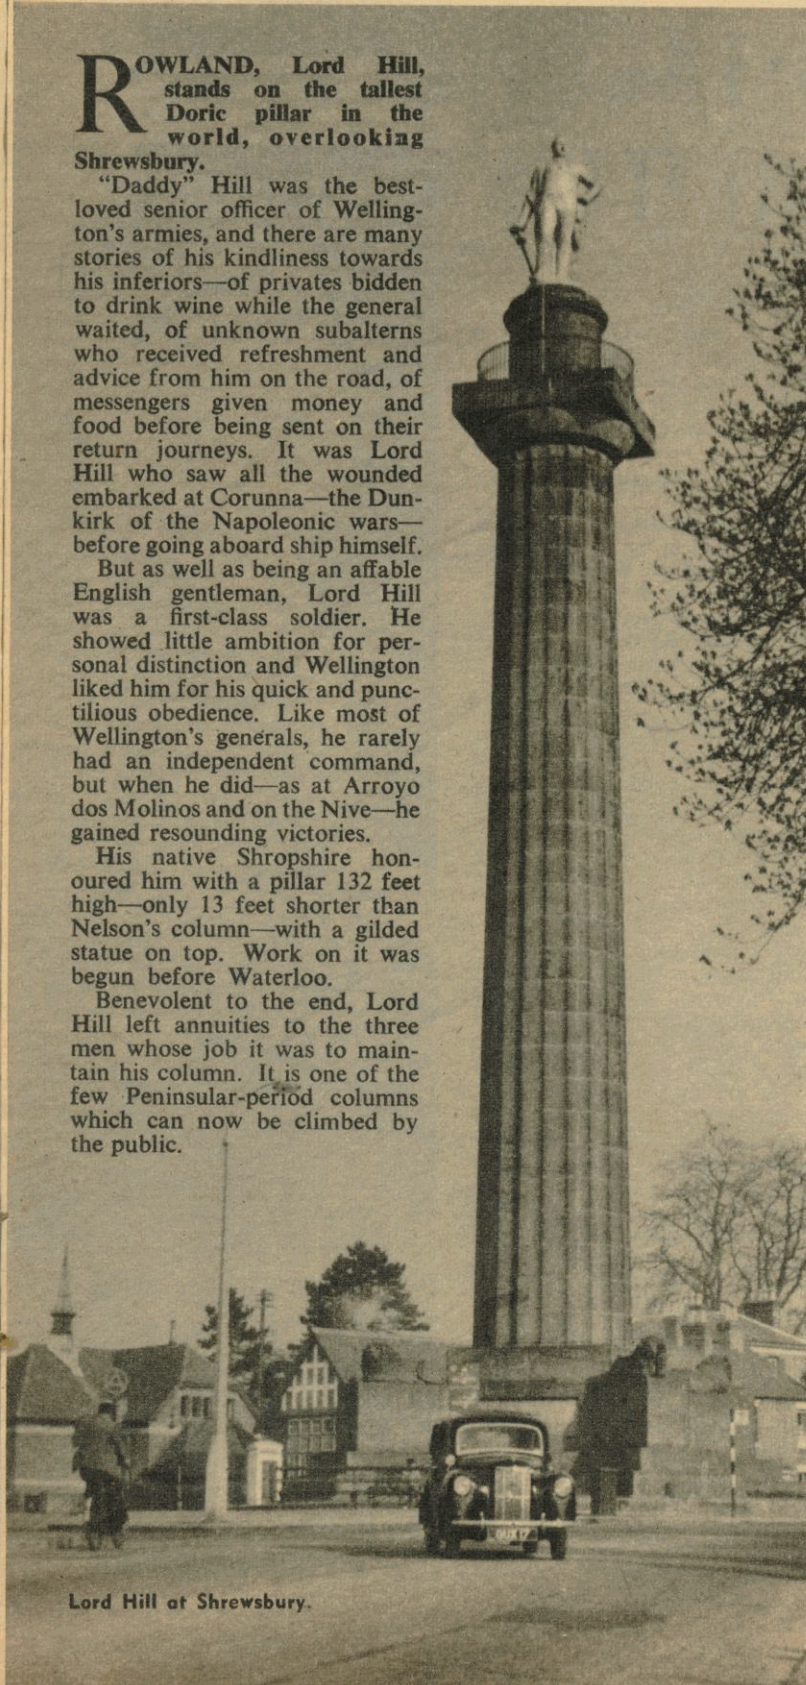 ROWLAND, Lord Hill,
stands on the tallest
Doric pillar in the
world, overlooking
Shrewsbury.
"Daddy" Hill was the best-
loved senior officer of Welling-
ton's armies, and there are many
stories of his kindliness towards
his inferiors—of privates bidden
to drink wine while the general
waited, of unknown subalterns
who received refreshment and
advice from him on the road, of
messengers given money and
food before being sent on their
return journeys. It was Lord
Hill who saw all the wounded
embarked at Corunna—the Dun-
kirk of the Napoleonic wars—
before going aboard ship himself.
But as well as being an affable
English gentleman, Lord Hill
was a first-class soldier. He
showed little ambition for per-
sonal distinction and Wellington
liked him for his quick and punc-
tilious obedience. Like most of
Wellington's generals, he rarely
had an independent command,
but when he did—as at Arroyo
dos Molinos and on the Nive—he
gained resounding victories.
His native Shropshire hon-
oured him with a pillar 132 feet
high—only 13 feet shorter than
Nelson's column—with a gilded
statue on top. Work on it was
begun before Waterloo.
Benevolent to the end, Lord
Hill left annuities to the three
men whose job it was to main-
tain his column. It is one of the
few Peninsular-period columns
which can now be climbed by
the public.
Lord Hill at Shrewsbury.